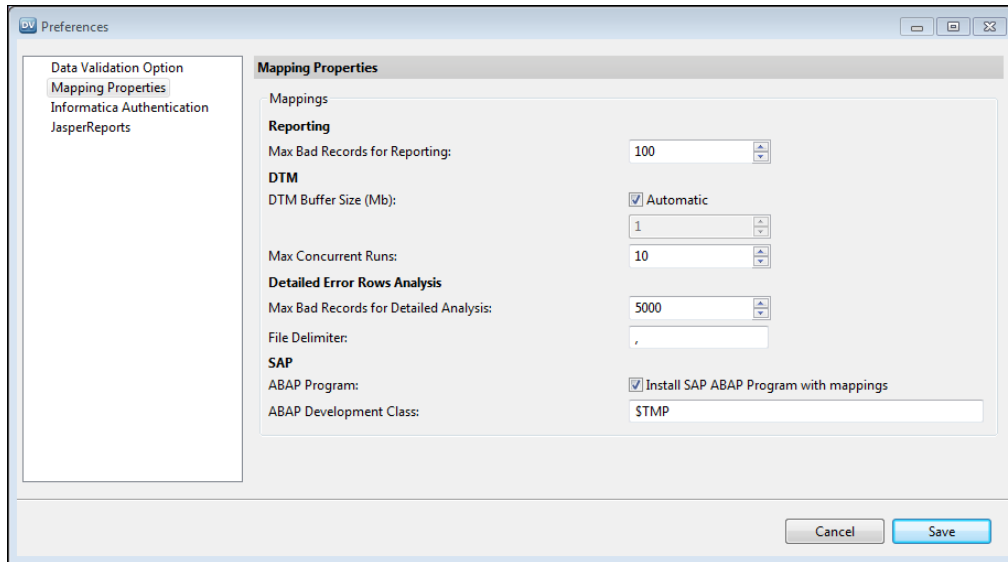 DV Preferences
Data Validation Option
Mapping Properties
Informatica Authentication
JasperReports
Mapping Properties
Mappings
Reporting
Max Bad Records for Reporting: 100
DTM
DTM Buffer Size (Mb): Automatic
1
Max Concurrent Runs: 10
Detailed Error Rows Analysis
Max Bad Records for Detailed Analysis: 5000
File Delimiter: ,
SAP
ABAP Program: Install SAP ABAP Program with mappings
ABAP Development Class: $TMP
Cancel Save